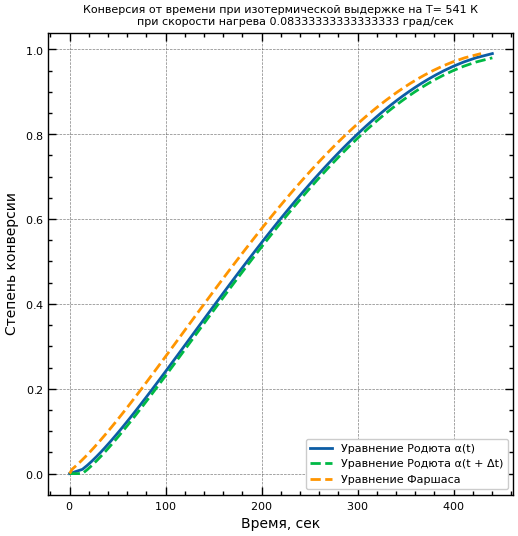 Конверсия от времени при изотермической выдержке на T= 541 К
при скорости нагрева 0.08333333333333333 град/сек
Степень конверсии
1.0
0.8
0.6
0.4
0.2
0.0
Уравнение Родюта α(t)
Уравнение Родюта α(t + Δt)
Уравнение Фаршаса
0 100 200 300 400
Время, сек